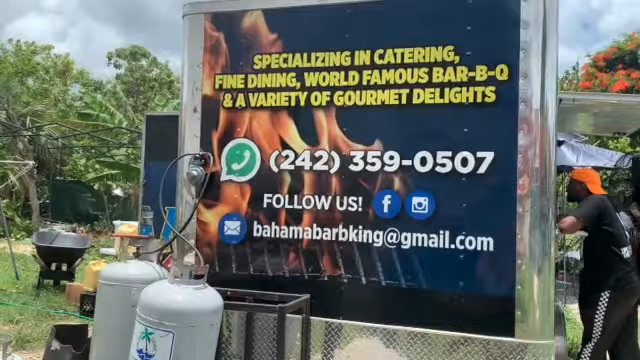 SPECIALIZING IN CATERING,
FINE DINING, WORLD FAMOUS BAR-B-Q
& A VARIETY OF GOURMET DELIGHTS
(242) 359-0507
FOLLOW US!
bahamabarbking@gmail.com